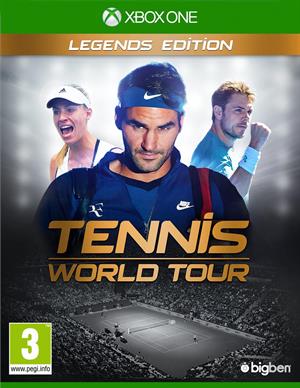 XBOX ONE
LEGENDS EDITION
TENNIS
WORLD TOUR
3
www.pegi.info
bigben